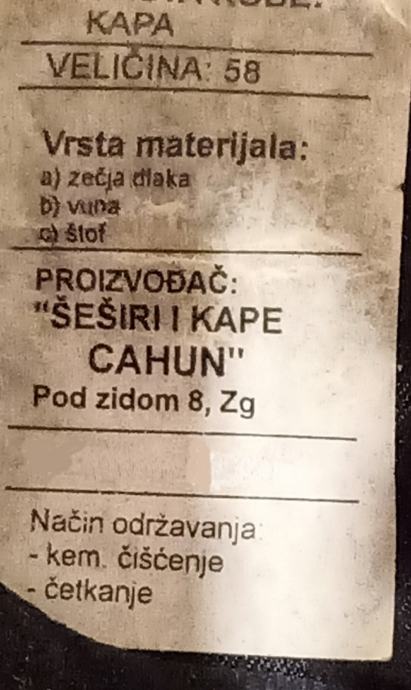 KAPA
VELIČINA: 58
Vrsta materijala:
a) zečja dlaka
b) vuna
c) štof
PROIZVOĐAČ:
"ŠEŠIRI I KAPE
CAHUN"
Pod zidom 8, Zg
Način održavanja:
- kem. čišćenje
- četkanje